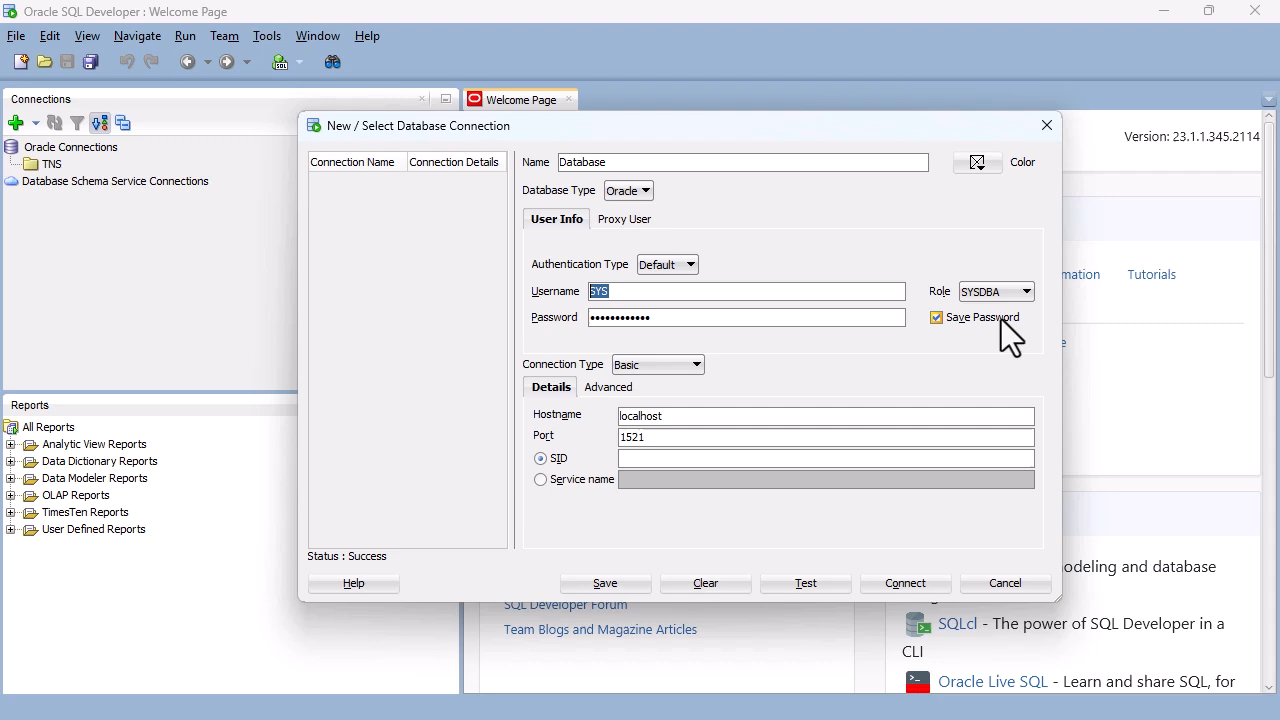 Oracle SQL Developer : Welcome Page
File Edit View Navigate Run Team Tools Window Help
Connections
Welcome Page
Oracle Connections
TNS
Database Schema Service Connections
Version: 23.1.1.345.2114
mation Tutorials
New / Select Database Connection
Connection Name Connection Details
Name Database
Color
Database Type Oracle
User Info Proxy User
Authentication Type Default
Username SYS
Role SYSDBA
Password ••••••••••••
Save Password
Connection Type Basic
Details Advanced
Hostname localhost
Port 1521
SID
Service name
Status : Success
Help Save Clear Test Connect Cancel
Reports
All Reports
Analytic View Reports
Data Dictionary Reports
Data Modeler Reports
OLAP Reports
TimesTen Reports
User Defined Reports
SQL Developer Forum
Team Blogs and Magazine Articles
odeling and database
SQLcl - The power of SQL Developer in a
CLI
Oracle Live SQL - Learn and share SQL, for